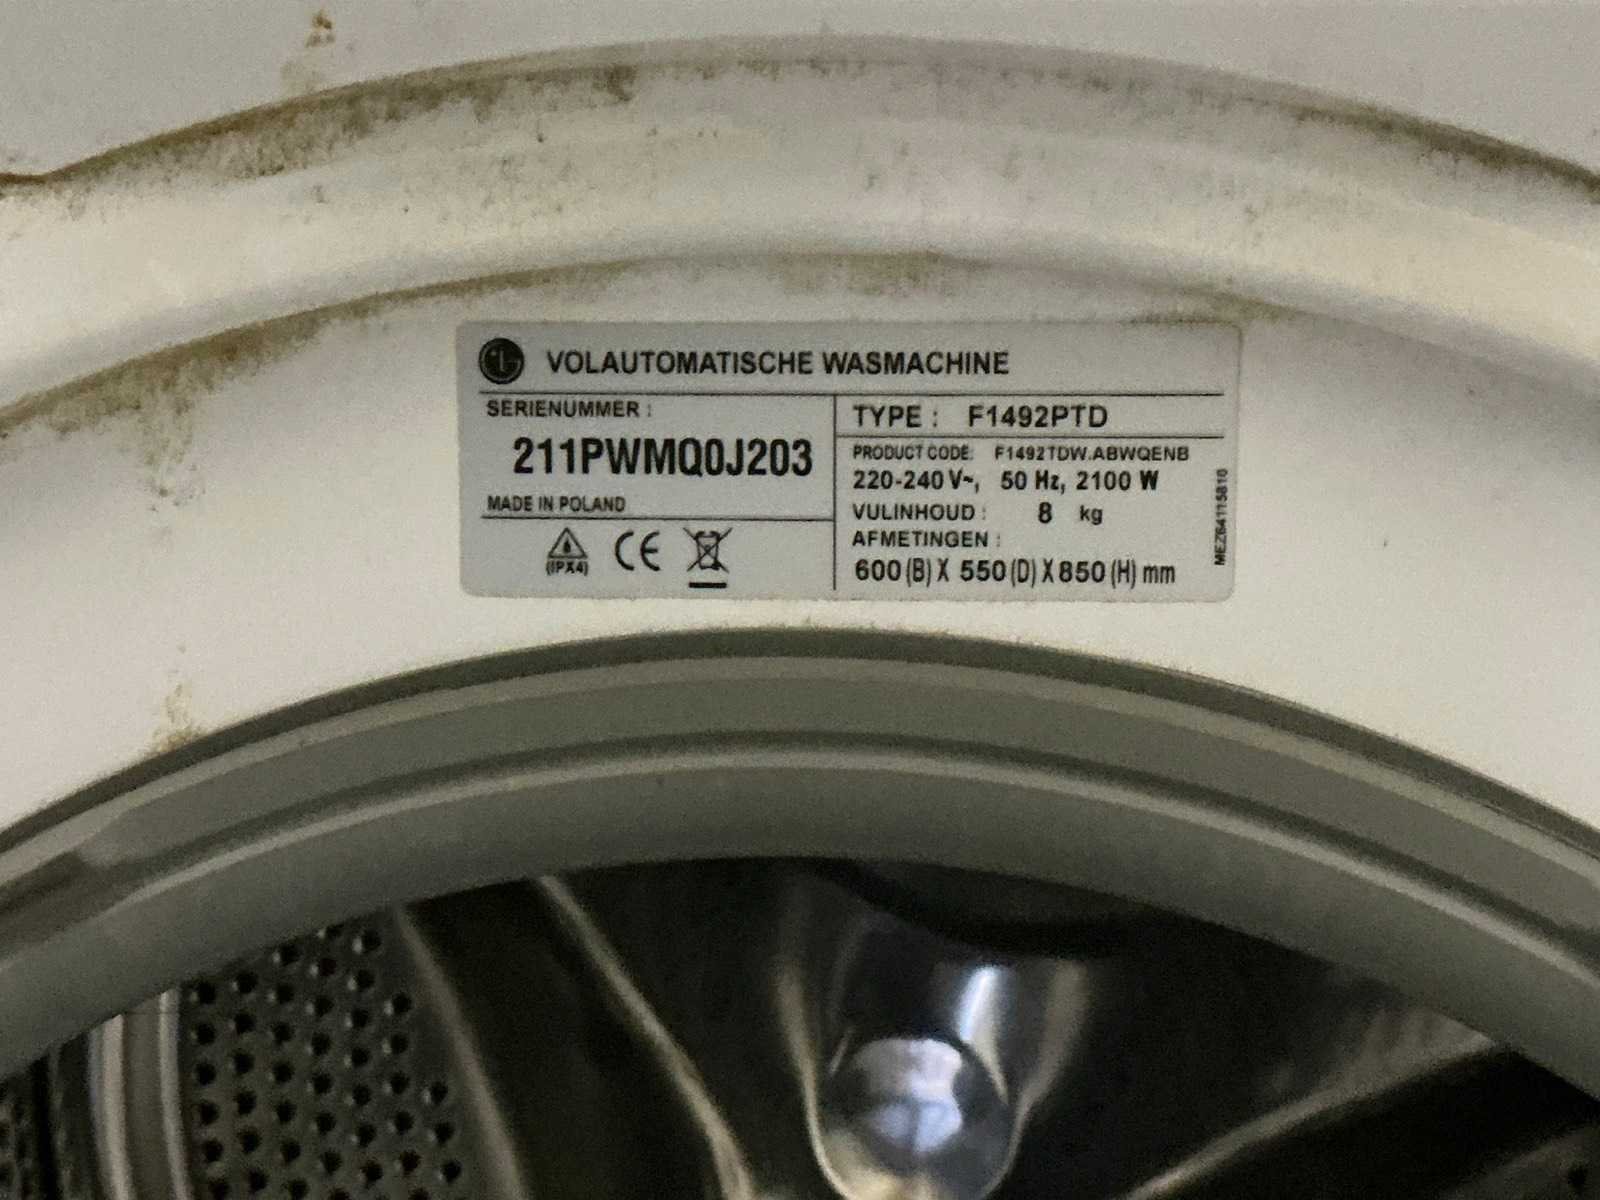 LG VOLAUTOMATISCHE WASMACHINE
SERIENUMMER :
211PWMQ0J203
MADE IN POLAND
(IPX4) CE
TYPE : F1492PTD
PRODUCT CODE: F1492TDW.ABWQENB
220-240 V~, 50 Hz, 2100 W
VULINHOUD : 8 kg
AFMETINGEN :
600 (B) X 550 (D) X 850 (H) mm
MEZ64115810